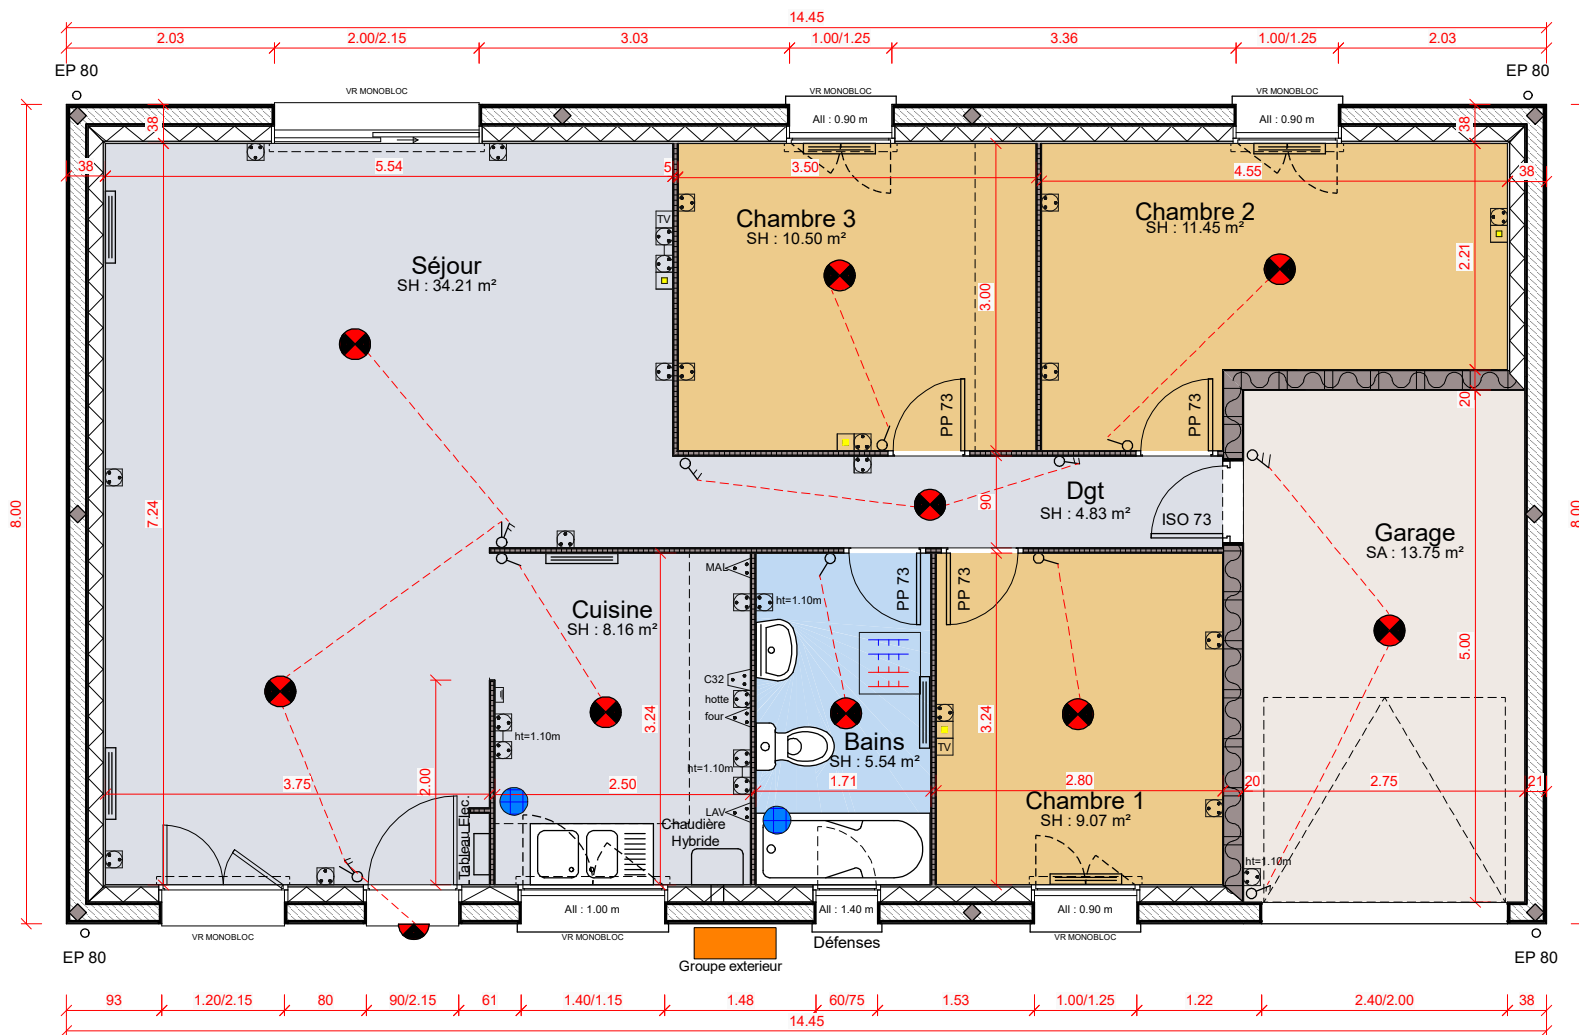 14.45
2.03 2.00/2.15 3.03 1.00/1.25 3.36 1.00/1.25 2.03
EP 80 EP 80
VR MONOBLOC VR MONOBLOC VR MONOBLOC
All : 0.90 m All : 0.90 m
38 38
38 5.54 5 3.50 4.55 38
TV
Chambre 3
SH : 10.50 m²
Chambre 2
SH : 11.45 m²
2.21
Séjour
SH : 34.21 m²
3.00
PP 73 PP 73
20
8.00 7.24 8.00
90
Dgt
SH : 4.83 m²
ISO 73
Garage
SA : 13.75 m²
MAL
PP 73 PP 73
ht=1.10m
Cuisine
SH : 8.16 m²
5.00
C32
hotte
four
3.24 3.24
ht=1.10m
TV
Bains
SH : 5.54 m²
ht=1.10m
3.75 2.00 2.50 1.71 2.80 20 2.75 21
Chambre 1
SH : 9.07 m²
LAV
Chaudière
Hybride
Tableau Elec.
ht=1.10m
All : 1.00 m All : 1.40 m All : 0.90 m
VR MONOBLOC VR MONOBLOC VR MONOBLOC
Défenses
EP 80 EP 80
Groupe exterieur
93 1.20/2.15 80 90/2.15 61 1.40/1.15 1.48 60/75 1.53 1.00/1.25 1.22 2.40/2.00 38
14.45